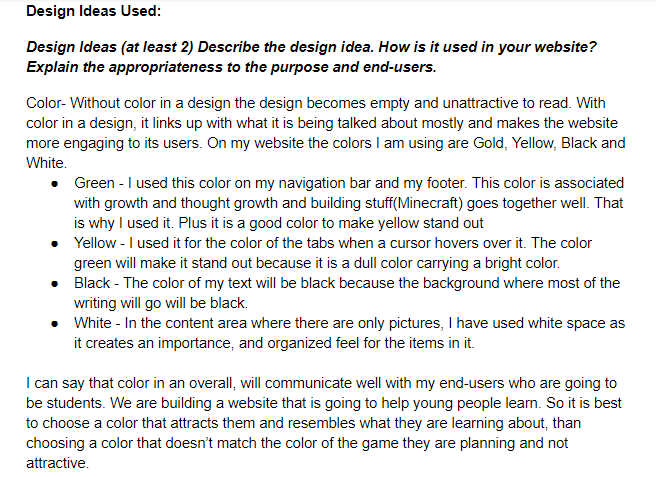 Design Ideas Used:
Design Ideas (at least 2) Describe the design idea. How is it used in your website?
Explain the appropriateness to the purpose and end-users.
Color- Without color in a design the design becomes empty and unattractive to read. With
color in a design, it links up with what it is being talked about mostly and makes the website
more engaging to its users. On my website the colors I am using are Gold, Yellow, Black and
White.
● Green - I used this color on my navigation bar and my footer. This color is associated
with growth and thought growth and building stuff(Minecraft) goes together well. That
is why I used it. Plus it is a good color to make yellow stand out
● Yellow - I used it for the color of the tabs when a cursor hovers over it. The color
green will make it stand out because it is a dull color carrying a bright color.
● Black - The color of my text will be black because the background where most of the
writing will go will be black.
● White - In the content area where there are only pictures, I have used white space as
it creates an importance, and organized feel for the items in it.
I can say that color in an overall, will communicate well with my end-users who are going to
be students. We are building a website that is going to help young people learn. So it is best
to choose a color that attracts them and resembles what they are learning about, than
choosing a color that doesn't match the color of the game they are planning and not
attractive.